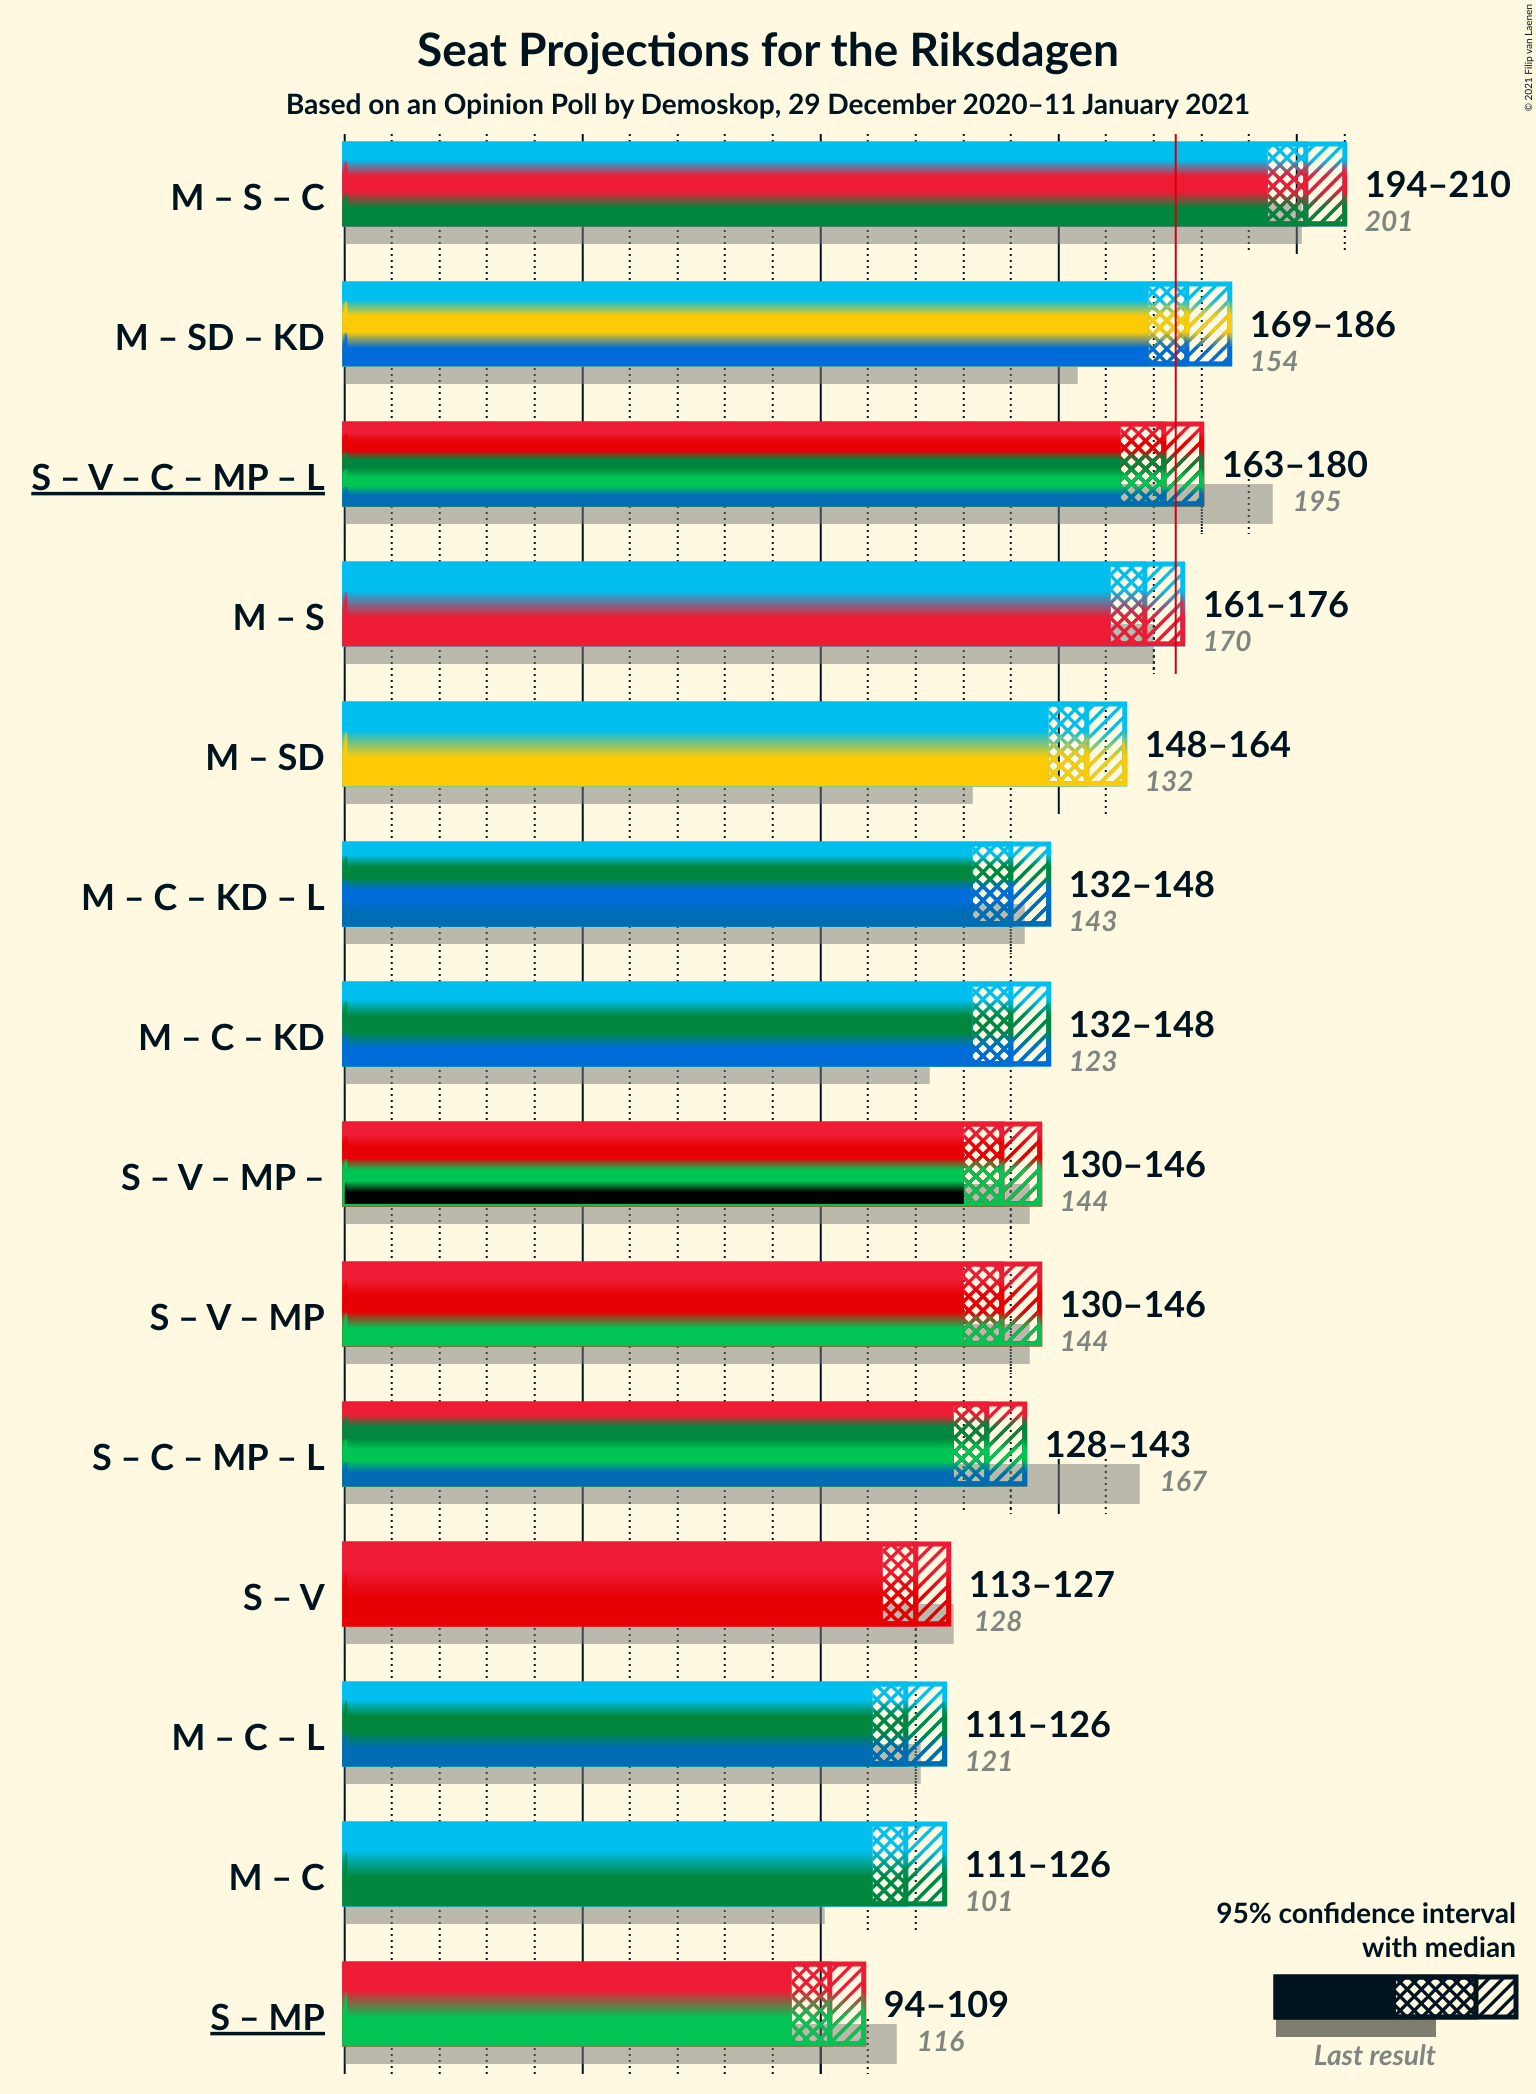 Seat Projections for the Riksdagen
Based on an Opinion Poll by Demoskop, 29 December 2020–11 January 2021
© 2021 Filip van Laenen
M – S – C
194–210
201
M – SD – KD
169–186
154
S – V – C – MP – L
163–180
195
M – S
161–176
170
M – SD
148–164
132
M – C – KD – L
132–148
143
M – C – KD
132–148
123
S – V – MP –
130–146
144
S – V – MP
130–146
144
S – C – MP – L
128–143
167
S – V
113–127
128
M – C – L
111–126
121
M – C
111–126
101
S – MP
94–109
116
95% confidence interval
with median
Last result